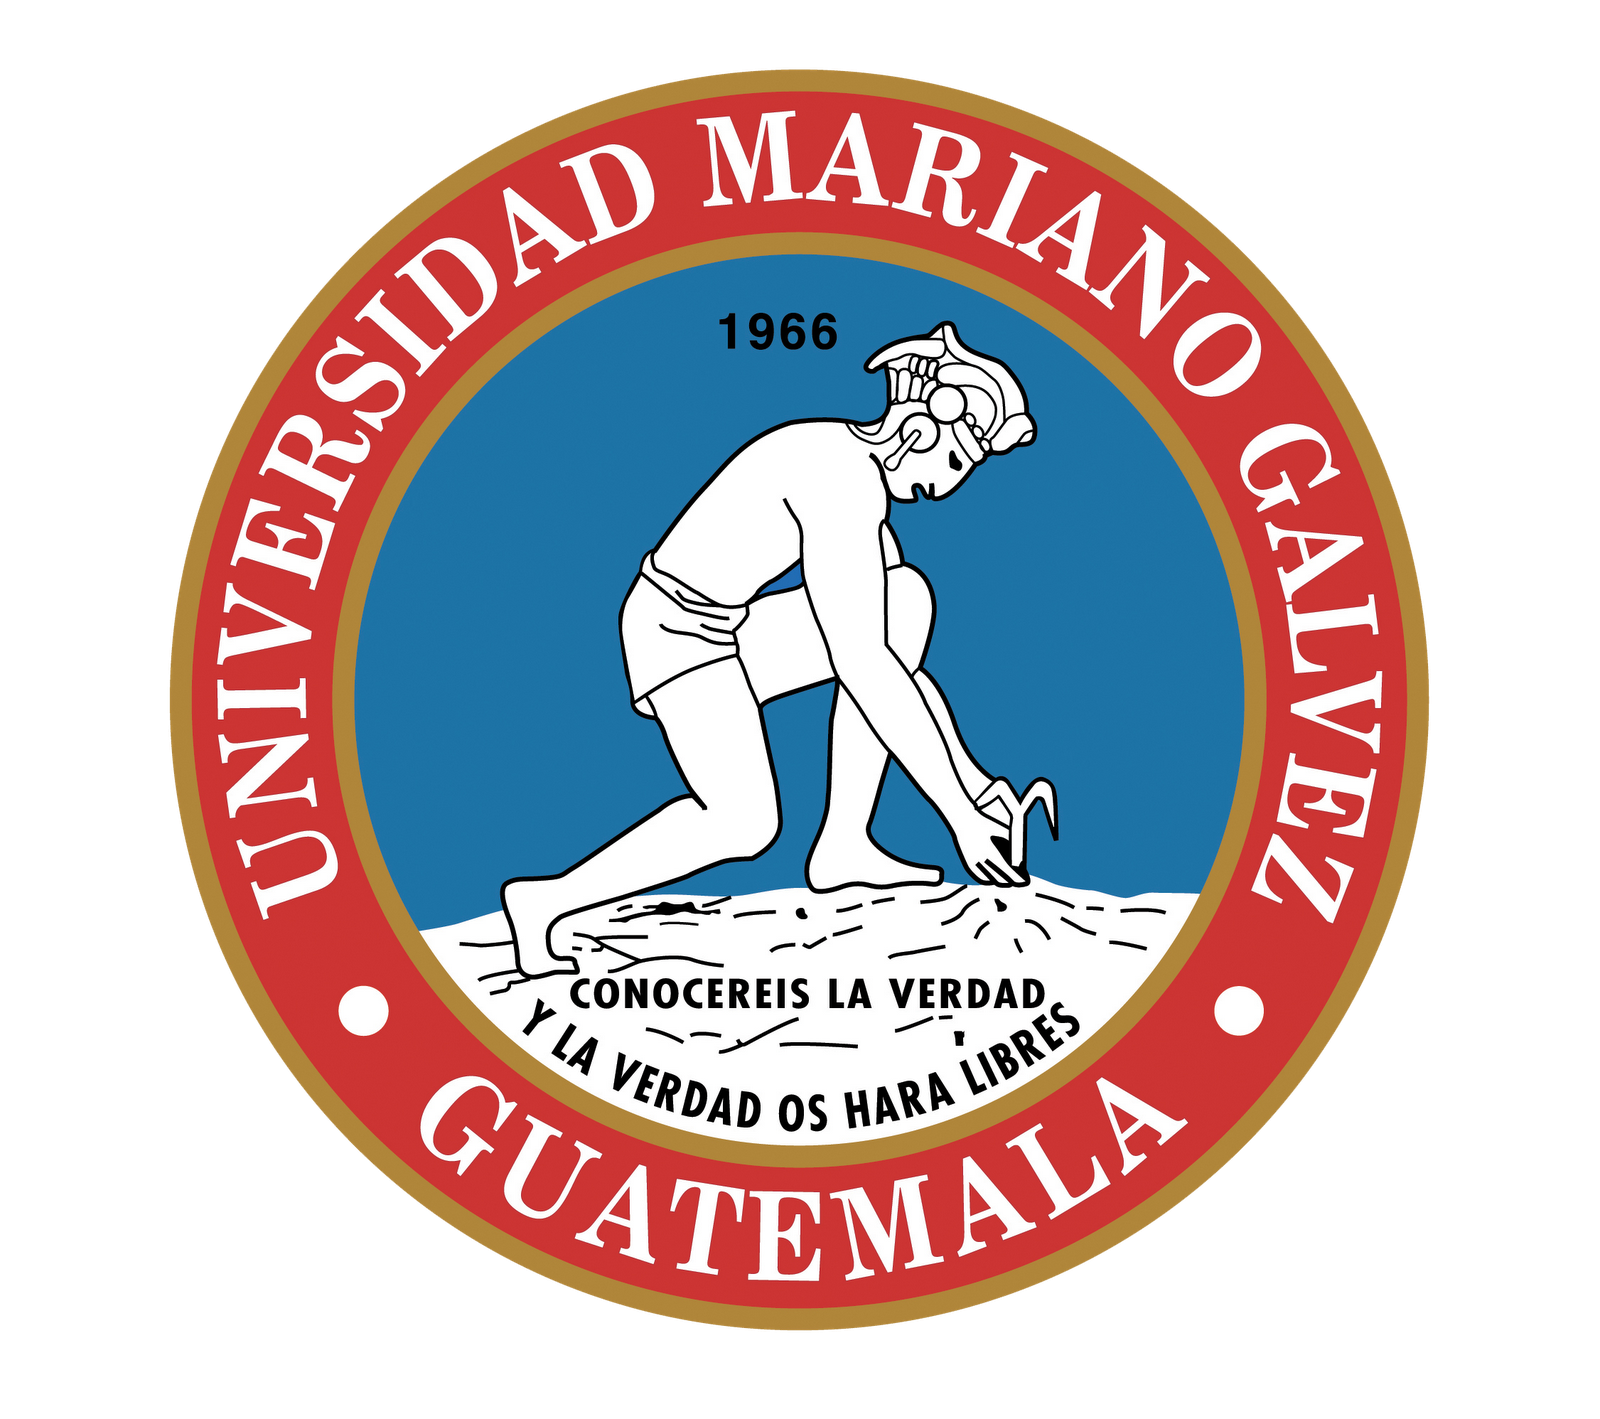 UNIVERSIDAD MARIANO GALVEZ
1966
CONOCEREIS LA VERDAD
Y LA VERDAD OS HARA LIBRES
GUATEMALA